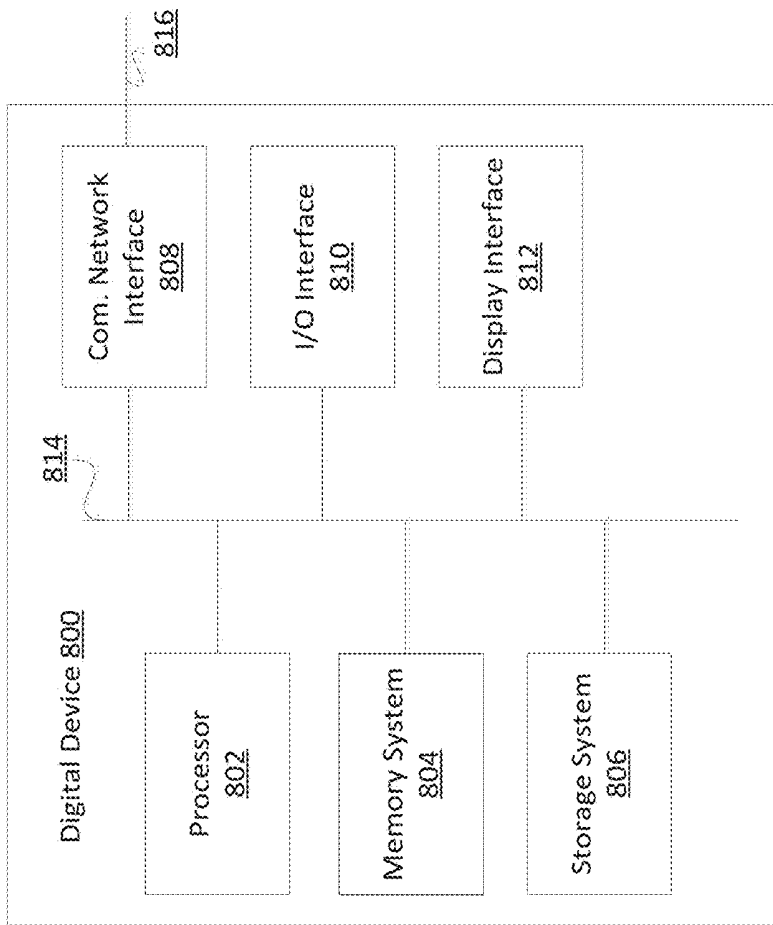 Digital Device 800
814
816
Processor
802
Memory System
804
Storage System
806
Com. Network
Interface
808
I/O Interface
810
Display Interface
812